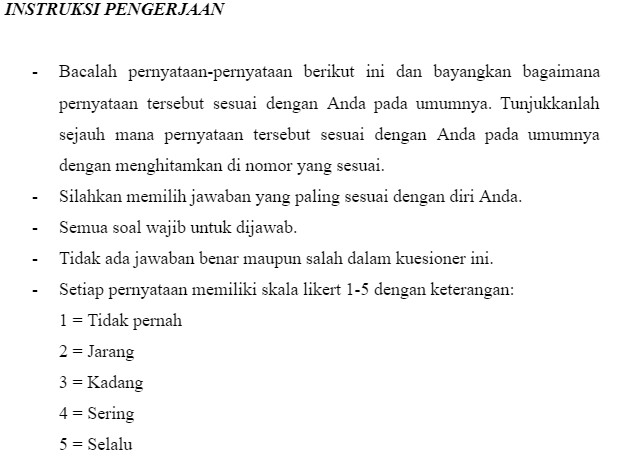 INSTRUKSI PENGERJAAN
- Bacalah pernyataan-pernyataan berikut ini dan bayangkan bagaimana
pernyataan tersebut sesuai dengan Anda pada umumnya. Tunjukkanlah
sejauh mana pernyataan tersebut sesuai dengan Anda pada umumnya
dengan menghitamkan di nomor yang sesuai.
- Silahkan memilih jawaban yang paling sesuai dengan diri Anda.
- Semua soal wajib untuk dijawab.
- Tidak ada jawaban benar maupun salah dalam kuesioner ini.
- Setiap pernyataan memiliki skala likert 1-5 dengan keterangan:
1 = Tidak pernah
2 = Jarang
3 = Kadang
4 = Sering
5 = Selalu